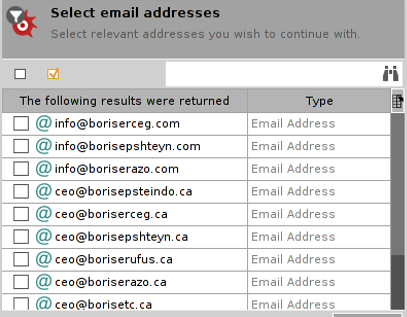 Select email addresses
Select relevant addresses you wish to continue with.
The following results were returned Type
@ info@boriserceg.com Email Address
@ info@borisepshteyn.com Email Address
@ info@boriserazo.com Email Address
@ ceo@borisepsteindo.ca Email Address
@ ceo@boriserceg.ca Email Address
@ ceo@borisepshteyn.ca Email Address
@ ceo@boriserufus.ca Email Address
@ ceo@boriserazo.ca Email Address
@ ceo@borisetc.ca Email Address